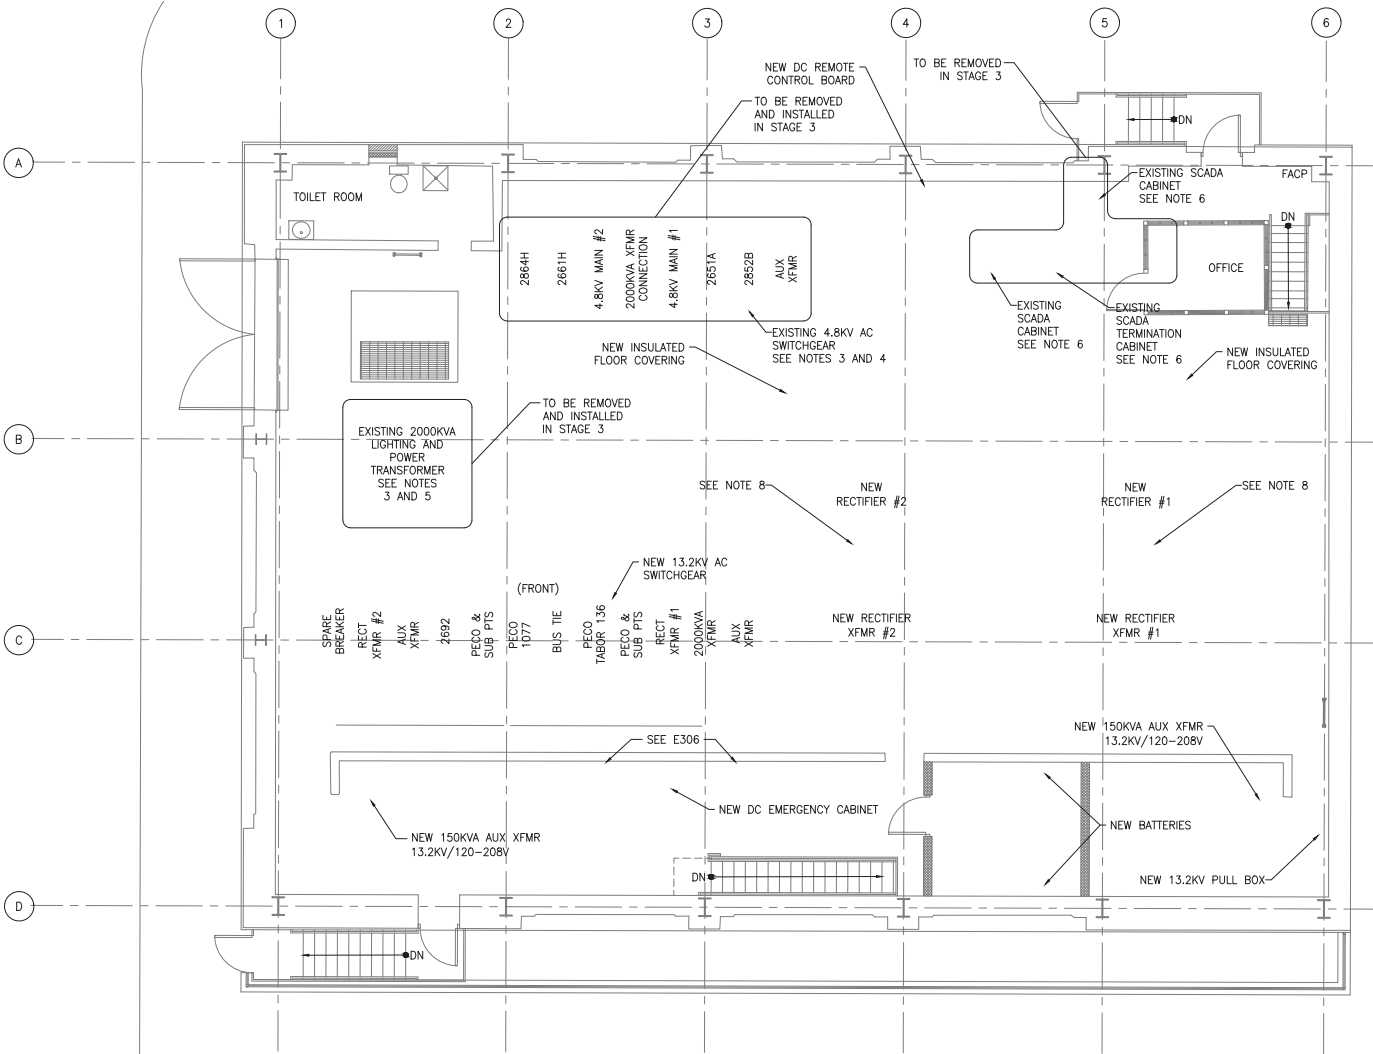 1
2
3
4
5
6
A
B
C
D
NEW DC REMOTE
CONTROL BOARD
TO BE REMOVED
IN STAGE 3
TO BE REMOVED
AND INSTALLED
IN STAGE 3
DN
TOILET ROOM
EXISTING SCADA
CABINET
SEE NOTE 6
FACP
DN
2864H
2661H
4.8KV MAIN #2
2000KVA XFMR
CONNECTION
4.8KV MAIN #1
2651A
2852B
AUX
XFMR
OFFICE
EXISTING 4.8KV AC
SWITCHGEAR
SEE NOTES 3 AND 4
EXISTING
SCADA
CABINET
SEE NOTE 6
EXISTING
SCADA
TERMINATION
CABINET
SEE NOTE 6
NEW INSULATED
FLOOR COVERING
NEW INSULATED
FLOOR COVERING
TO BE REMOVED
AND INSTALLED
IN STAGE 3
EXISTING 2000KVA
LIGHTING AND
POWER
TRANSFORMER
SEE NOTES
3 AND 5
SEE NOTE 8
NEW
RECTIFIER #2
NEW
RECTIFIER #1
SEE NOTE 8
NEW 13.2KV AC
SWITCHGEAR
(FRONT)
SPARE
BREAKER
RECT
XFMR #2
AUX
XFMR
2692
PECO &
SUB PTS
PECO
1077
BUS TIE
PECO
TABOR 136
PECO &
SUB PTS
RECT
XFMR #1
2000KVA
XFMR
AUX
XFMR
NEW RECTIFIER
XFMR #2
NEW RECTIFIER
XFMR #1
SEE E306
NEW 150KVA AUX XFMR
13.2KV/120-208V
NEW DC EMERGENCY CABINET
NEW BATTERIES
NEW 150KVA AUX XFMR
13.2KV/120-208V
DN
NEW 13.2KV PULL BOX
DN